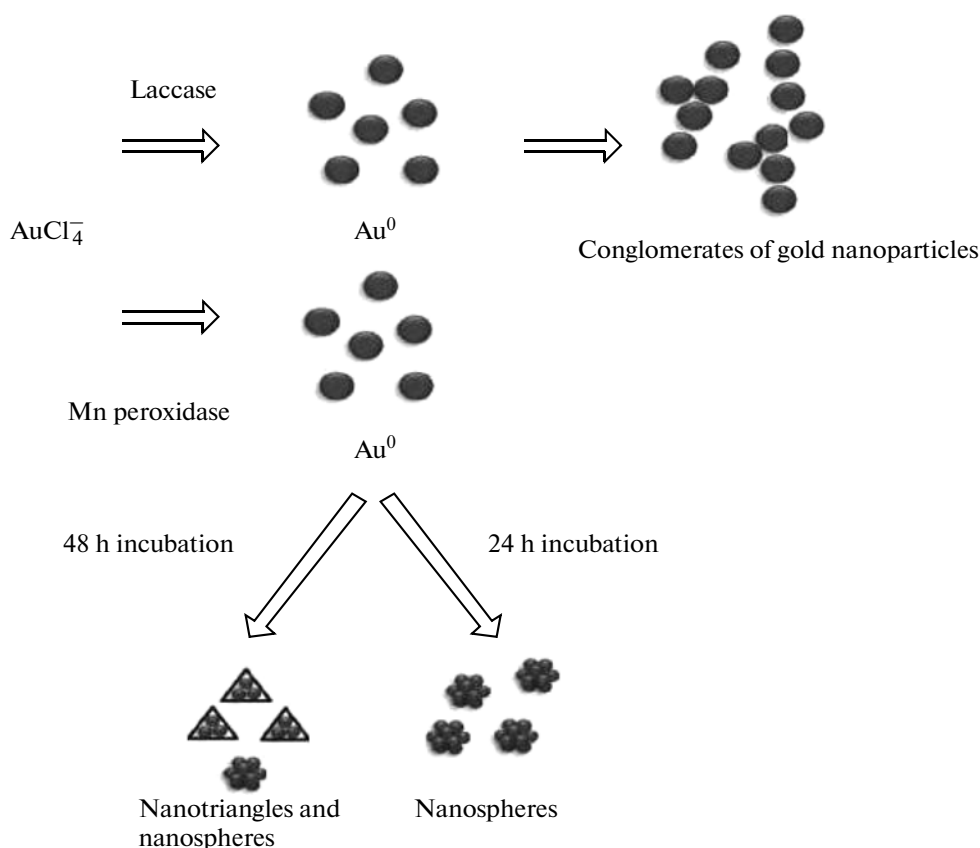 Laccase
AuCl₄⁻
Au⁰
Conglomerates of gold nanoparticles
Mn peroxidase
Au⁰
48 h incubation
24 h incubation
Nanotriangles and
nanospheres
Nanospheres